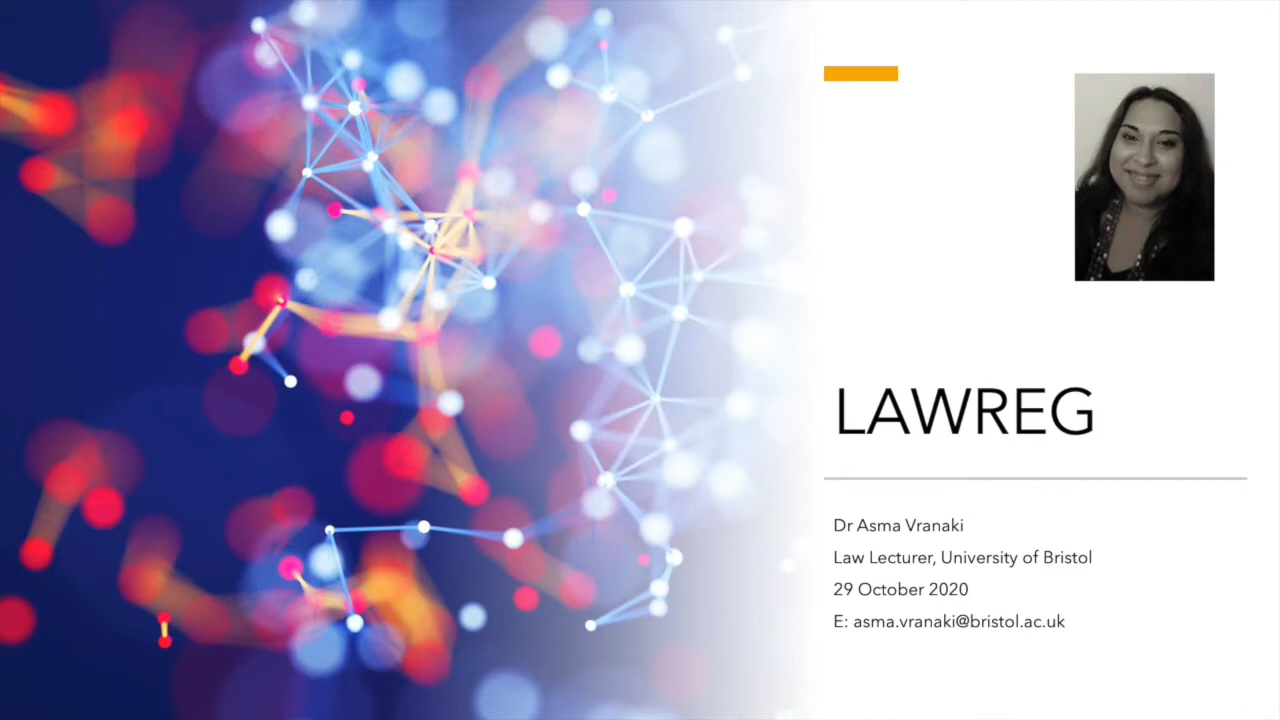 LAWREG
Dr Asma Vranaki
Law Lecturer, University of Bristol
29 October 2020
E: asma.vranaki@bristol.ac.uk